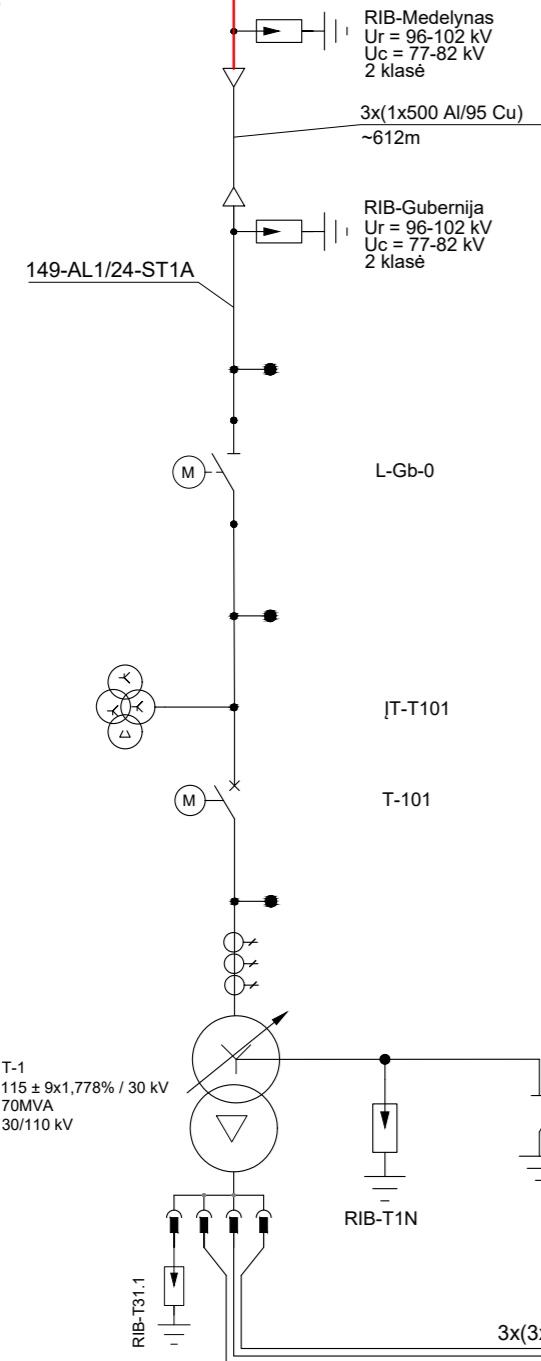 RIB-Medelynas
Ur = 96-102 kV
Uc = 77-82 kV
2 klasė
3x(1x500 Al/95 Cu)
~612m
RIB-Gubernija
Ur = 96-102 kV
Uc = 77-82 kV
2 klasė
149-AL1/24-ST1A
M
L-Gb-0
ĮT-T101
M
T-101
T-1
115 ± 9x1,778% / 30 kV
70MVA
30/110 kV
RIB-T1N
RIB-T31.1
3x(3x